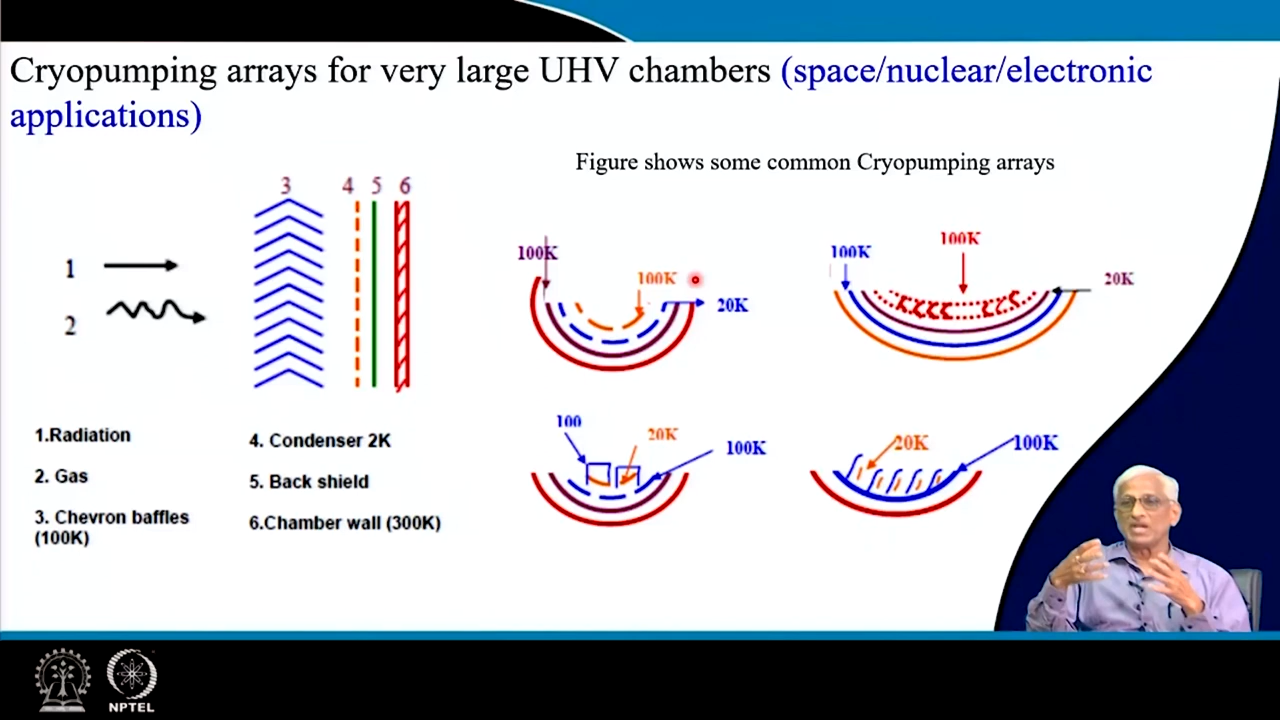 Cryopumping arrays for very large UHV chambers (space/nuclear/electronic
applications)
Figure shows some common Cryopumping arrays
3 4 5 6
1
2
1.Radiation
2. Gas
3. Chevron baffles
(100K)
4. Condenser 2K
5. Back shield
6.Chamber wall (300K)
100K
100K
20K
100K
100K
20K
100
20K
100K
20K
100K
NPTEL